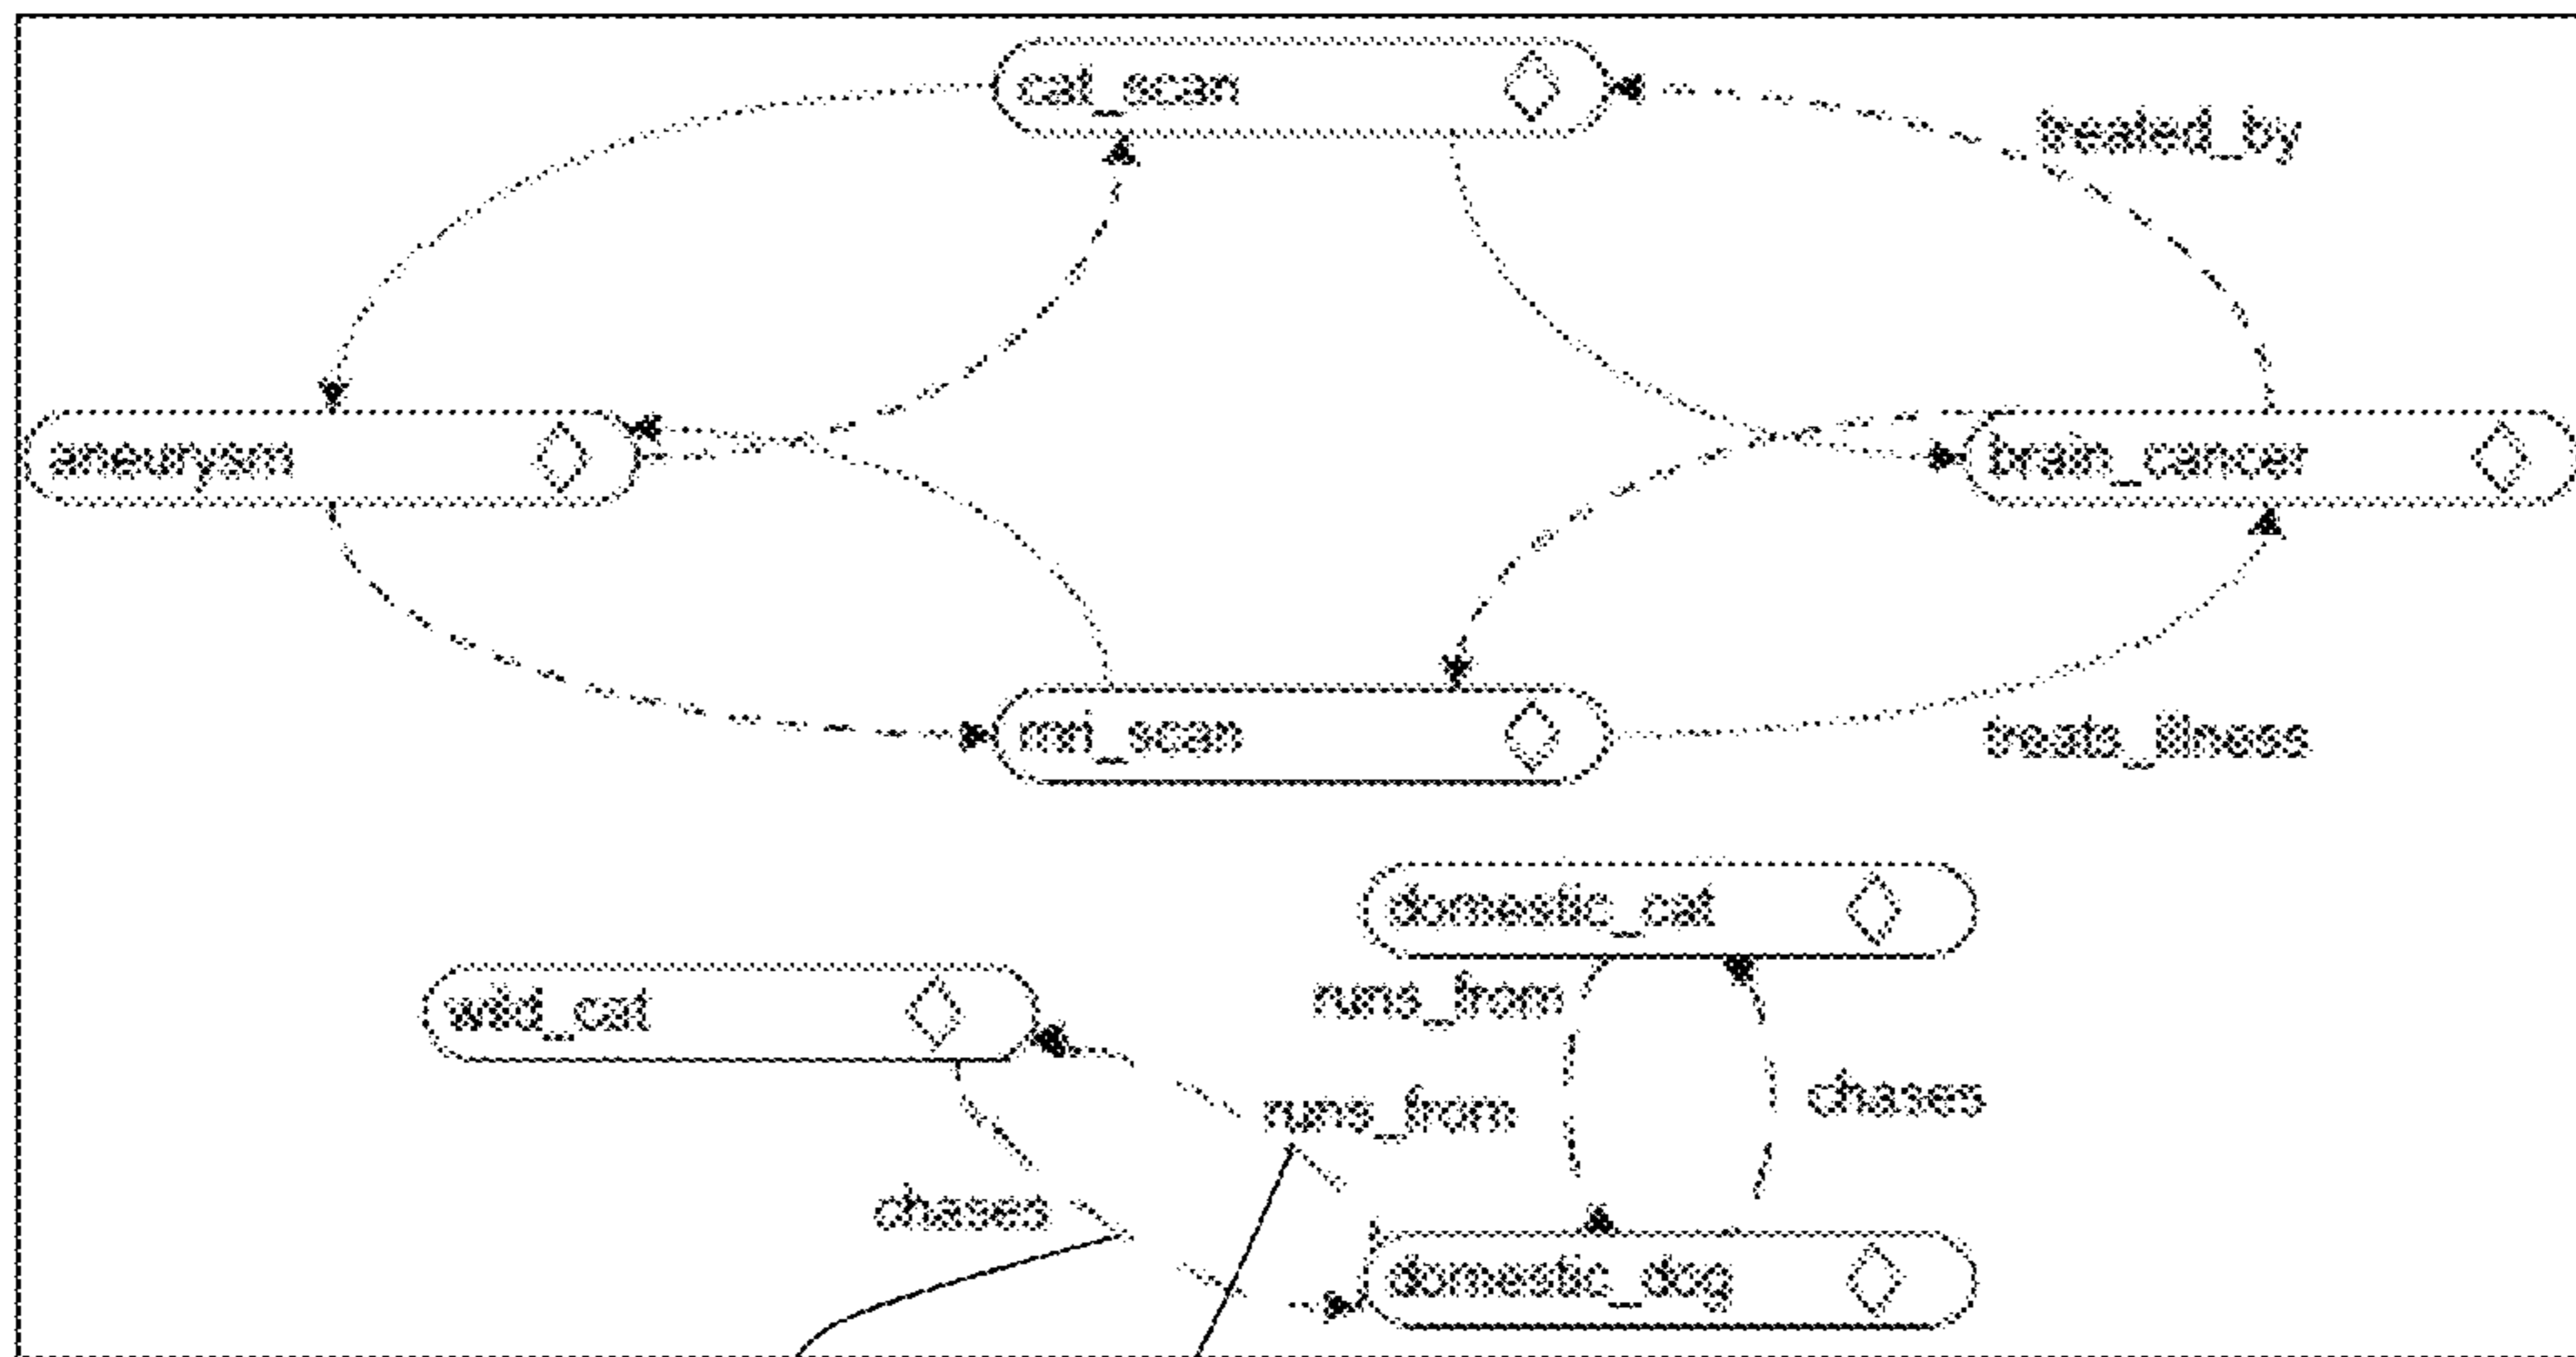 cat_scan
treated_by
aneurysm
brain_cancer
mri_scan
treats_illness
domestic_cat
wild_cat
runs_from
runs_from
chases
chases
domestic_dog